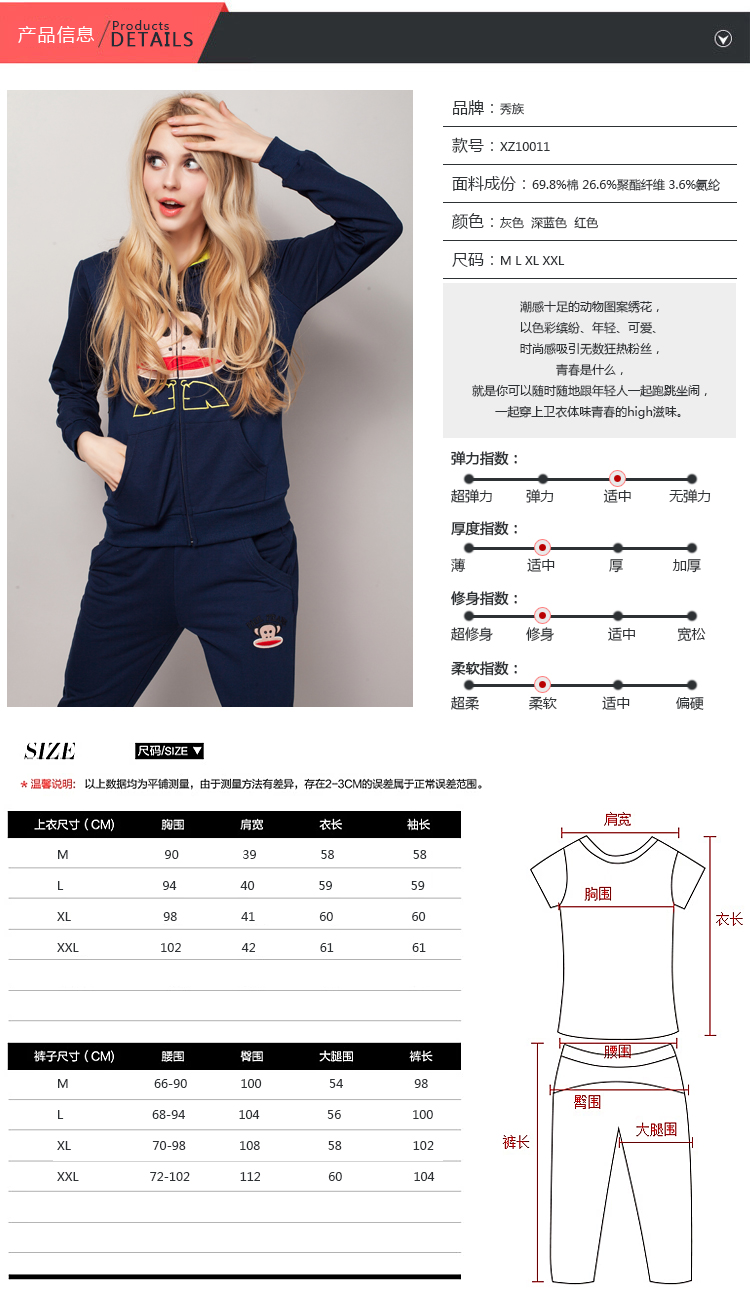 产品信息
Products
DETAILS
品牌：秀族
款号：XZ10011
面料成份：69.8%棉 26.6%聚酯纤维 3.6%氨纶
颜色：灰色 深蓝色 红色
尺码：M L XL XXL
潮感十足的动物图案绣花，
以色彩缤纷、年轻、可爱、
时尚感吸引无数狂热粉丝，
青春是什么，
就是你可以随时随地跟年轻人一起跑跳坐闹，
一起穿上卫衣体味青春的high滋味。
弹力指数：
超弹力 弹力 适中 无弹力
厚度指数：
薄 适中 厚 加厚
修身指数：
超修身 修身 适中 宽松
柔软指数：
超柔 柔软 适中 偏硬
SIZE 尺码/SIZE ▼
*温馨说明: 以上数据均为平铺测量，由于测量方法有差异，存在2-3CM的误差属于正常误差范围。
上衣尺寸（CM) 胸围 肩宽 衣长 袖长
M 90 39 58 58
L 94 40 59 59
XL 98 41 60 60
XXL 102 42 61 61
裤子尺寸（CM) 腰围 臀围 大腿围 裤长
M 66-90 100 54 98
L 68-94 104 56 100
XL 70-98 108 58 102
XXL 72-102 112 60 104
肩宽
胸围
衣长
腰围
臀围
大腿围
裤长